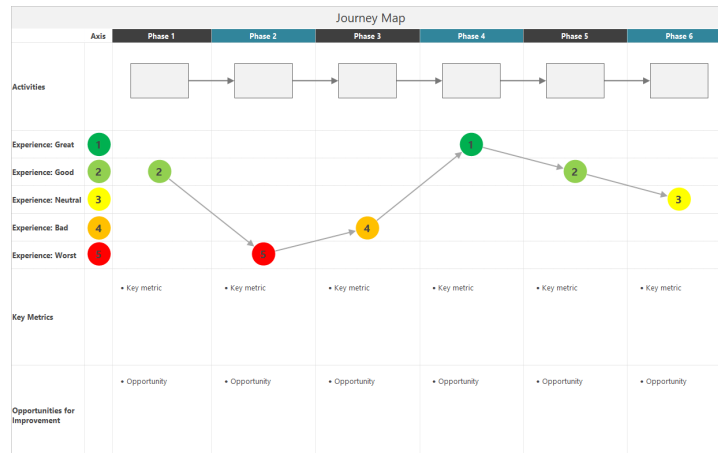 Journey Map
Axis Phase 1 Phase 2 Phase 3 Phase 4 Phase 5 Phase 6
Activities
Experience: Great 1 1
Experience: Good 2 2 2
Experience: Neutral 3 3
Experience: Bad 4 4
Experience: Worst 5 5
• Key metric • Key metric • Key metric • Key metric • Key metric • Key metric
Key Metrics
• Opportunity • Opportunity • Opportunity • Opportunity • Opportunity • Opportunity
Opportunities for
Improvement